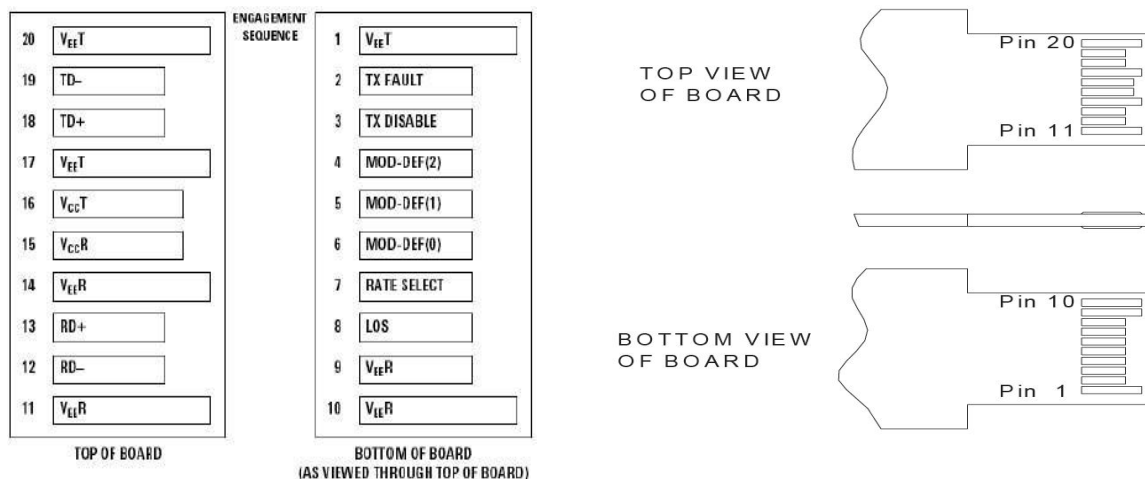 ENGAGEMENT
SEQUENCE
20 VEET
19 TD–
18 TD+
17 VEET
16 VCCT
15 VCCR
14 VEER
13 RD+
12 RD–
11 VEER
TOP OF BOARD
1 VEET
2 TX FAULT
3 TX DISABLE
4 MOD-DEF(2)
5 MOD-DEF(1)
6 MOD-DEF(0)
7 RATE SELECT
8 LOS
9 VEER
10 VEER
BOTTOM OF BOARD
(AS VIEWED THROUGH TOP OF BOARD)
TOP VIEW
OF BOARD
Pin 20
Pin 11
BOTTOM VIEW
OF BOARD
Pin 10
Pin 1